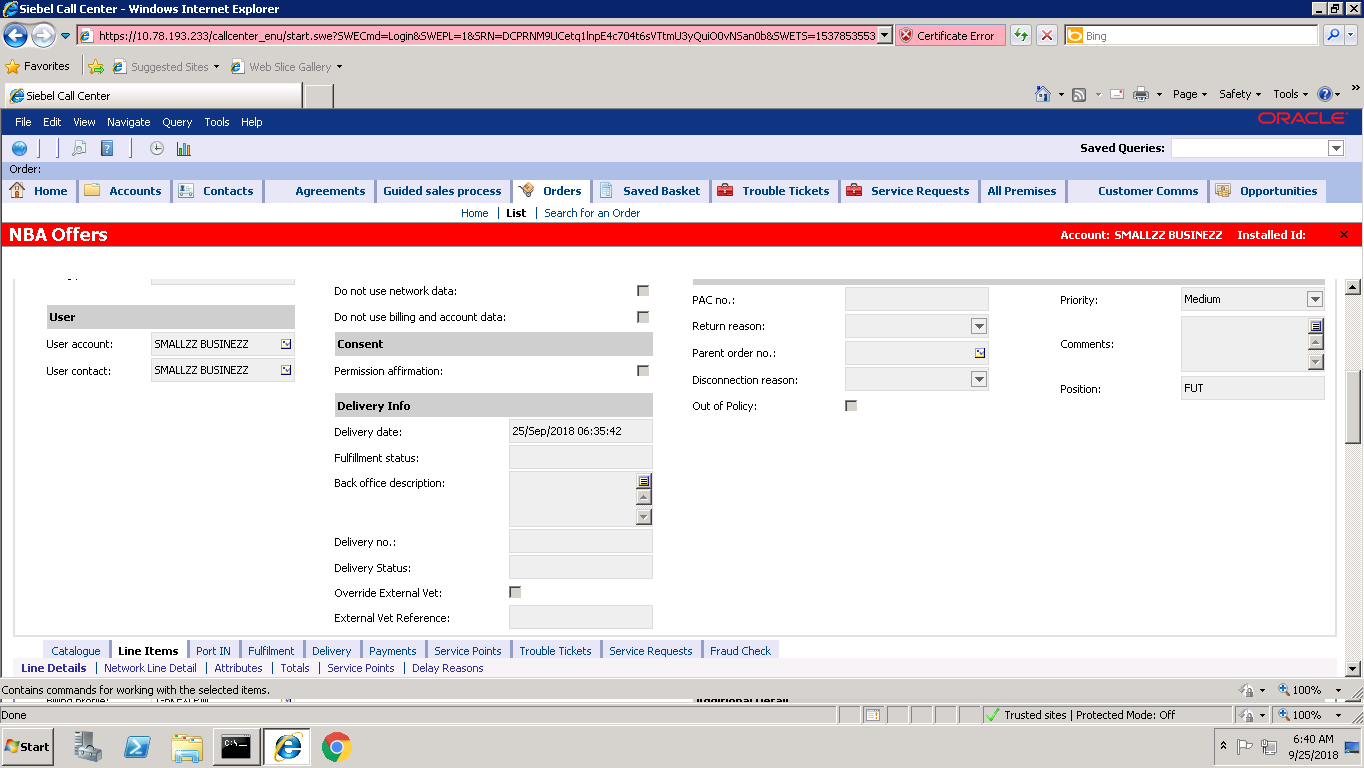 Siebel Call Center - Windows Internet Explorer
https://10.78.193.233/callcenter_enu/start.swe?SWECmd=Login&SWEPL=1&SRN=DCPRNM9UCetq1lnpE4c704t6sVTtmU3yQuiO0vNSan0b&SWETS=1537853553
Certificate Error
Bing
Favorites
Suggested Sites
Web Slice Gallery
Siebel Call Center
Page
Safety
Tools
File Edit View Navigate Query Tools Help
ORACLE
Saved Queries:
Order:
Home
Accounts
Contacts
Agreements
Guided sales process
Orders
Saved Basket
Trouble Tickets
Service Requests
All Premises
Customer Comms
Opportunities
Home | List | Search for an Order
NBA Offers
Account: SMALLZZ BUSINEZZ Installed Id:
User
User account: SMALLZZ BUSINEZZ
User contact: SMALLZZ BUSINEZZ
Do not use network data:
Do not use billing and account data:
Consent
Permission affirmation:
Delivery Info
Delivery date: 25/Sep/2018 06:35:42
Fulfillment status:
Back office description:
Delivery no.:
Delivery Status:
Override External Vet:
External Vet Reference:
PAC no.:
Return reason:
Parent order no.:
Disconnection reason:
Out of Policy:
Priority: Medium
Comments:
Position: FUT
Catalogue
Line Items
Port IN
Fulfilment
Delivery
Payments
Service Points
Trouble Tickets
Service Requests
Fraud Check
Line Details | Network Line Detail | Attributes | Totals | Service Points | Delay Reasons
Contains commands for working with the selected items.
100%
Additional Detail
Done
Trusted sites | Protected Mode: Off
100%
Start
6:40 AM
9/25/2018